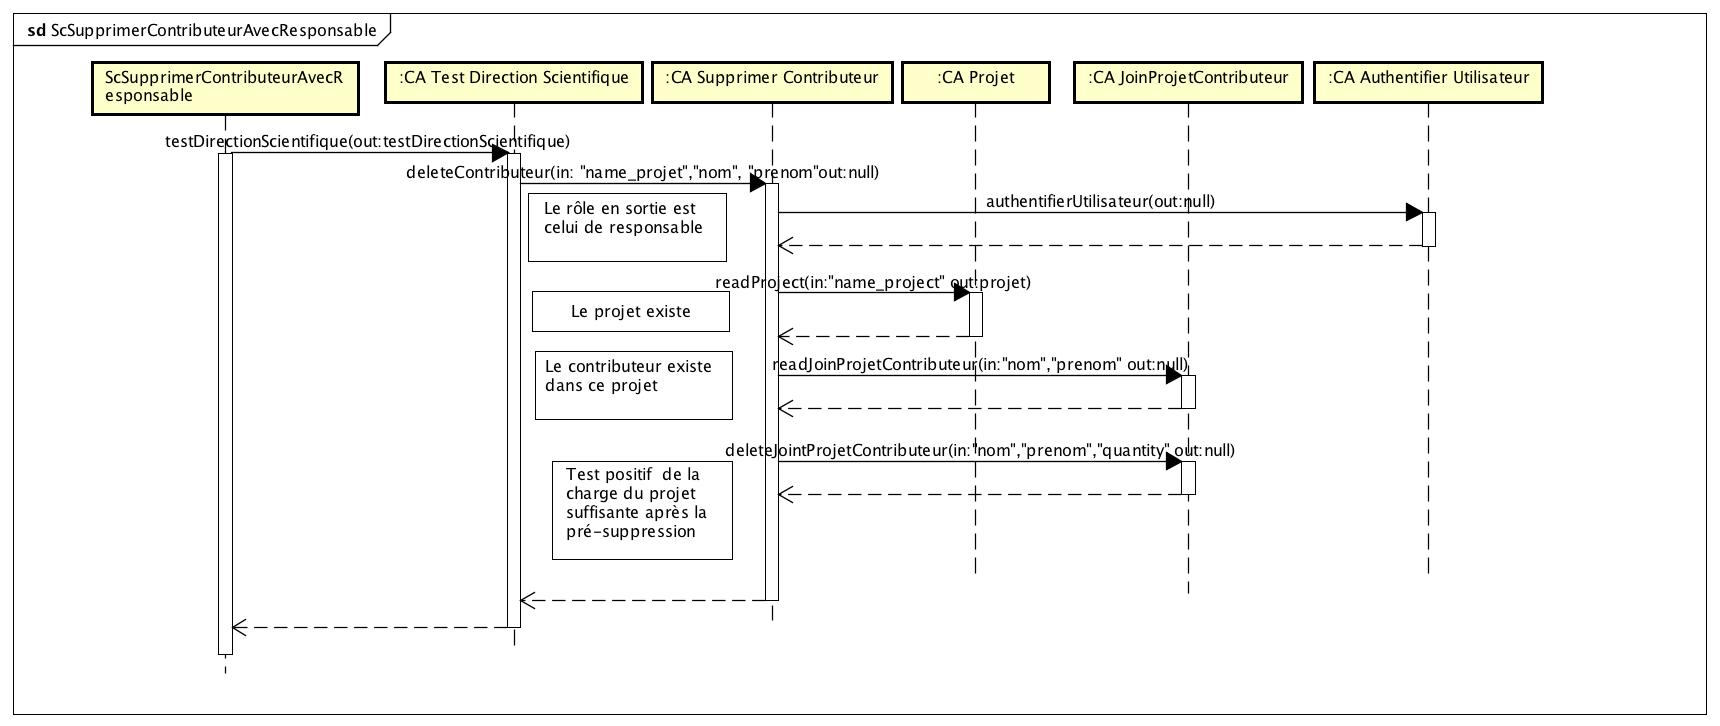 sd ScSupprimerContributeurAvecResponsable
ScSupprimerContributeurAvecR
esponsable
:CA Test Direction Scientifique
:CA Supprimer Contributeur
:CA Projet
:CA JoinProjetContributeur
:CA Authentifier Utilisateur
testDirectionScientifique(out:testDirectionScientifique)
deleteContributeur(in: "name_projet","nom", "prenom"out:null)
Le rôle en sortie est
celui de responsable
authentifierUtilisateur(out:null)
readProject(in:"name_project" out:projet)
Le projet existe
Le contributeur existe
dans ce projet
readJoinProjetContributeur(in:"nom","prenom" out:null)
deleteJointProjetContributeur(in:"nom","prenom","quantity" out:null)
Test positif  de la
charge du projet
suffisante après la
pré-suppression